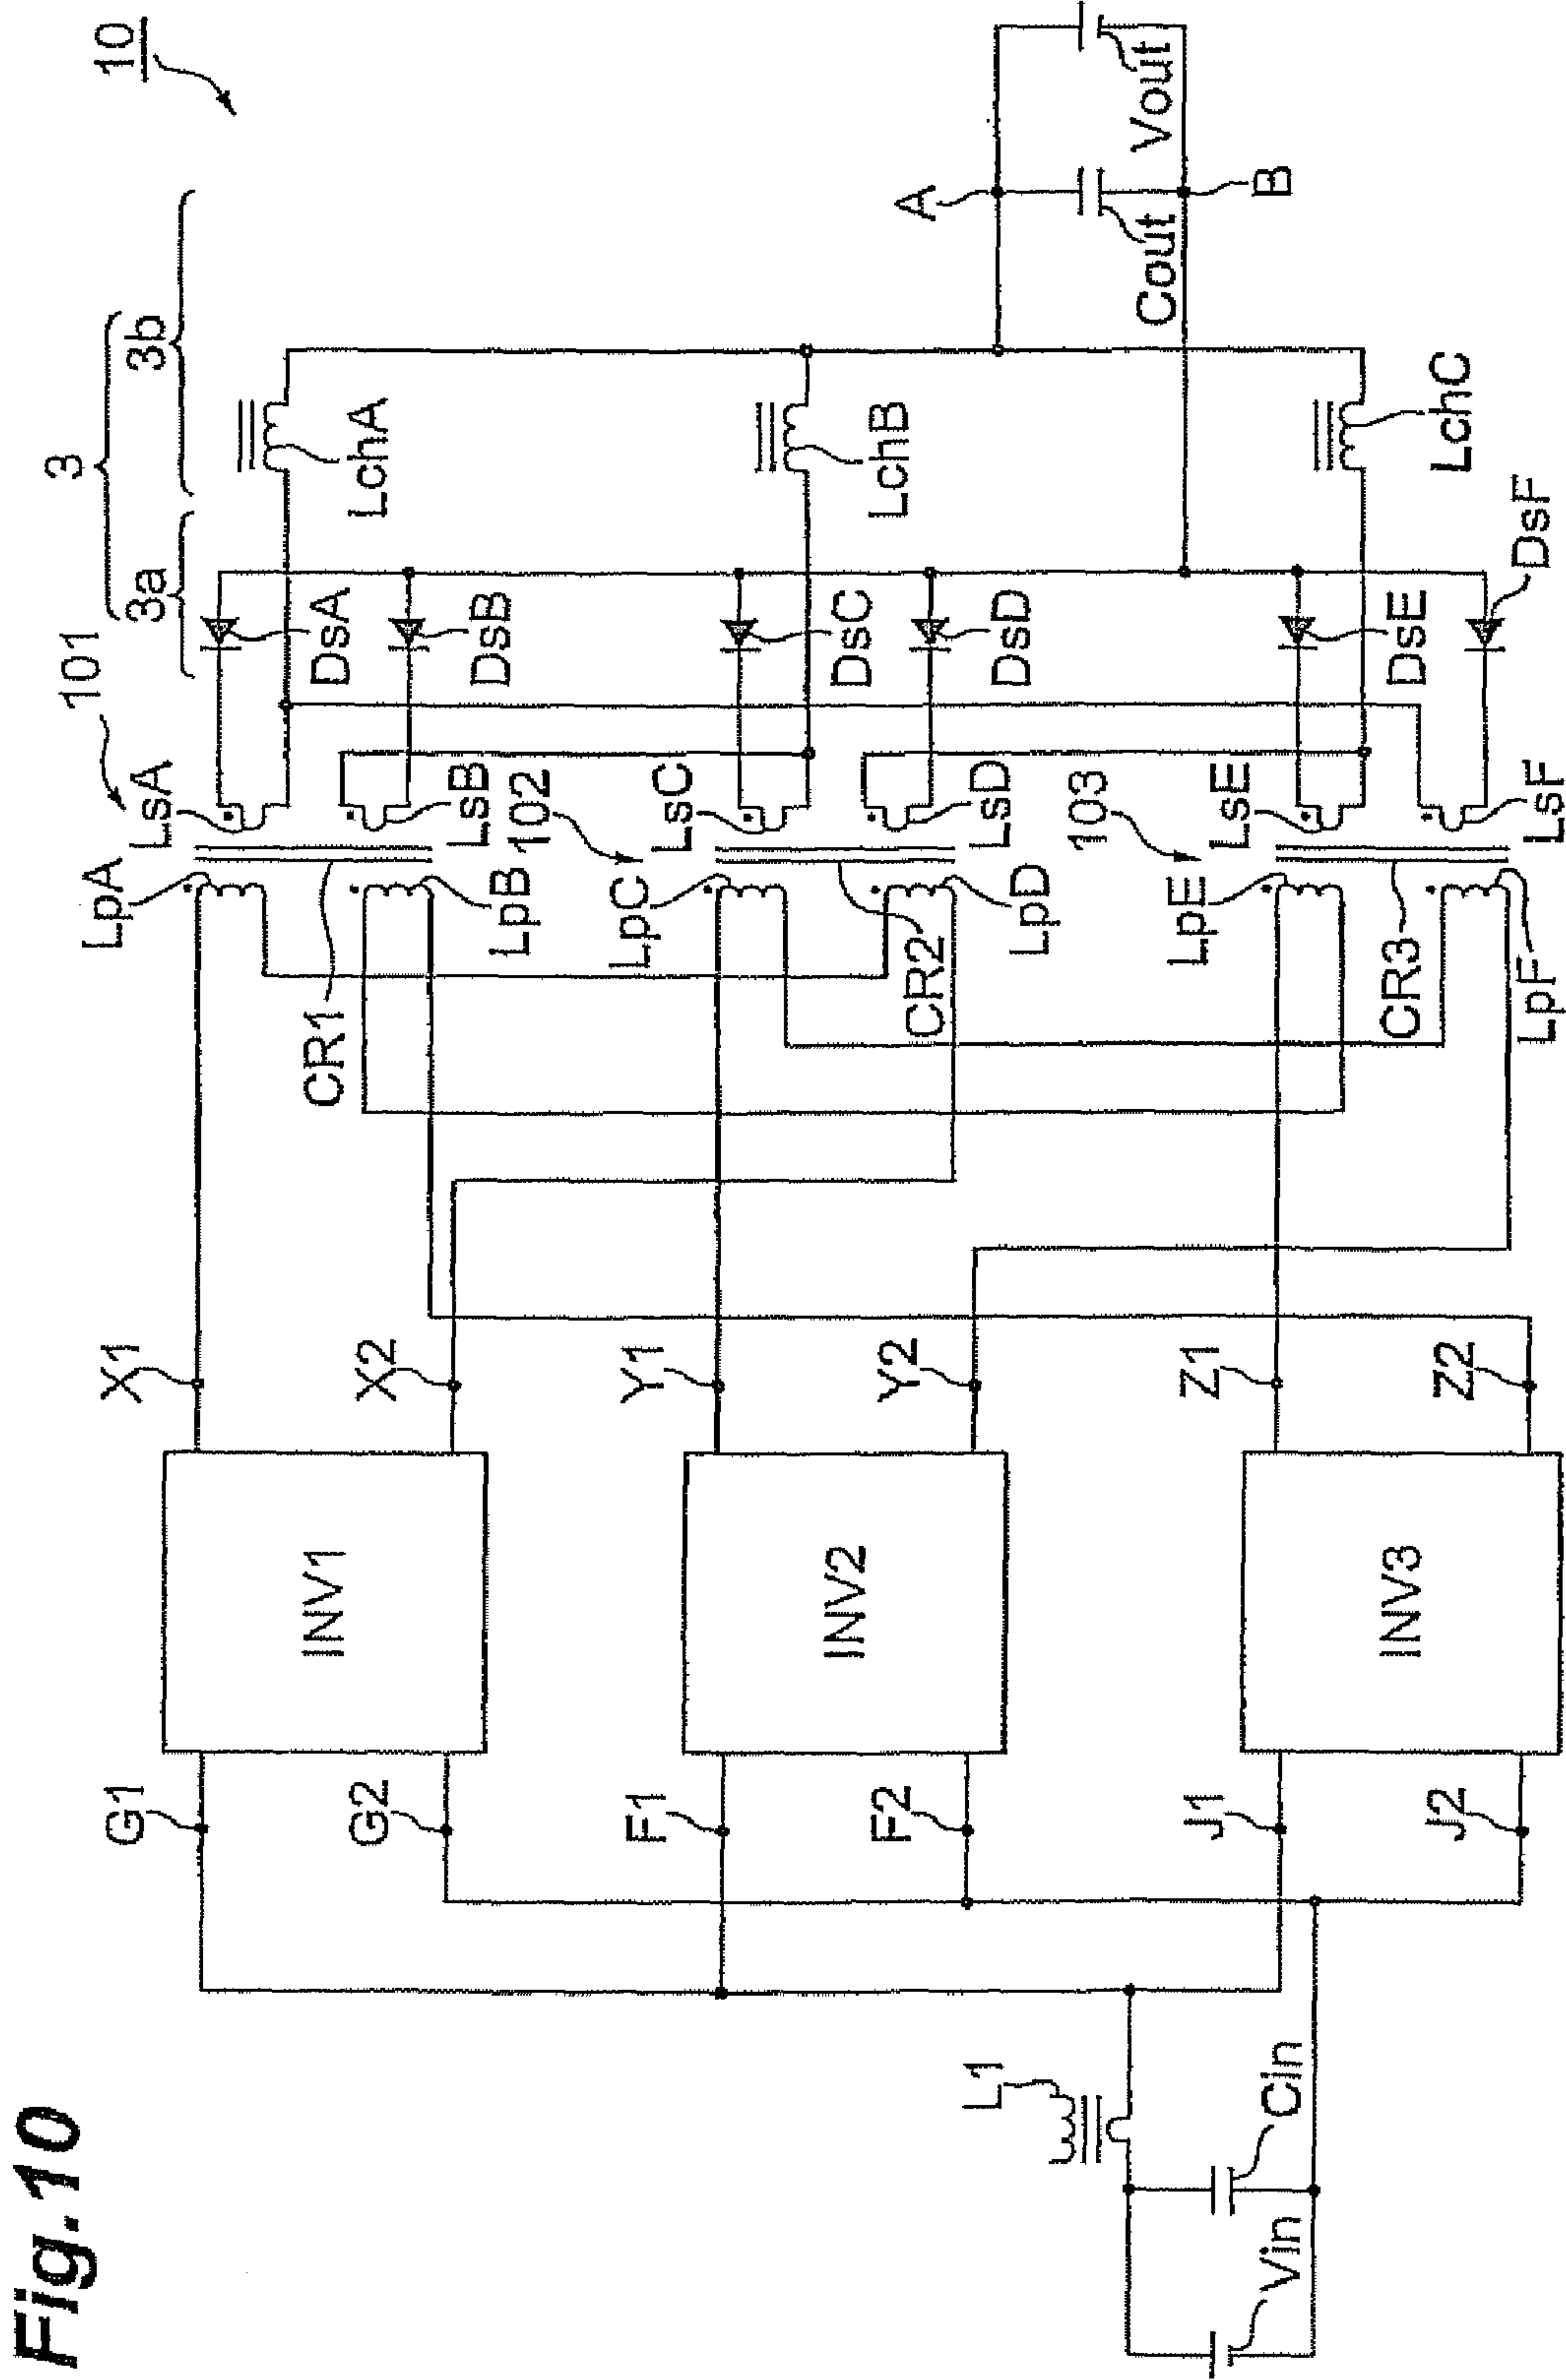 Fig.10
10
3
3a
3b
101
LpA
LsA
DsA
LchA
X1
G1
INV1
CR1
LpB
LsB
DsB
X2
G2
102
LpC
LsC
DsC
LchB
Y1
F1
INV2
CR2
LpD
LsD
DsD
Y2
F2
A
Cout
Vout
B
L1
Cin
Vin
103
LpE
LsE
DsE
LchC
Z1
J1
INV3
CR3
LpF
LsF
DsF
Z2
J2